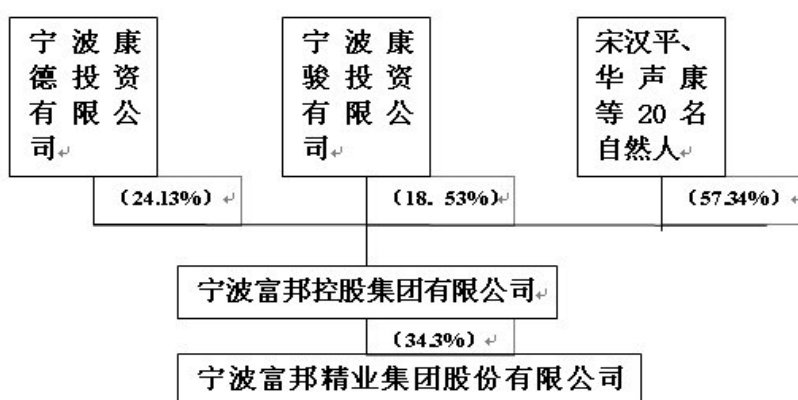 宁波康
德投资
有限公
司
宁波康
骏投资
有限公
司
宋汉平、
华声康
等20名
自然人
（24.13%）
（18．53%）
（57.34%）
宁波富邦控股集团有限公司
（34.3%）
宁波富邦精业集团股份有限公司